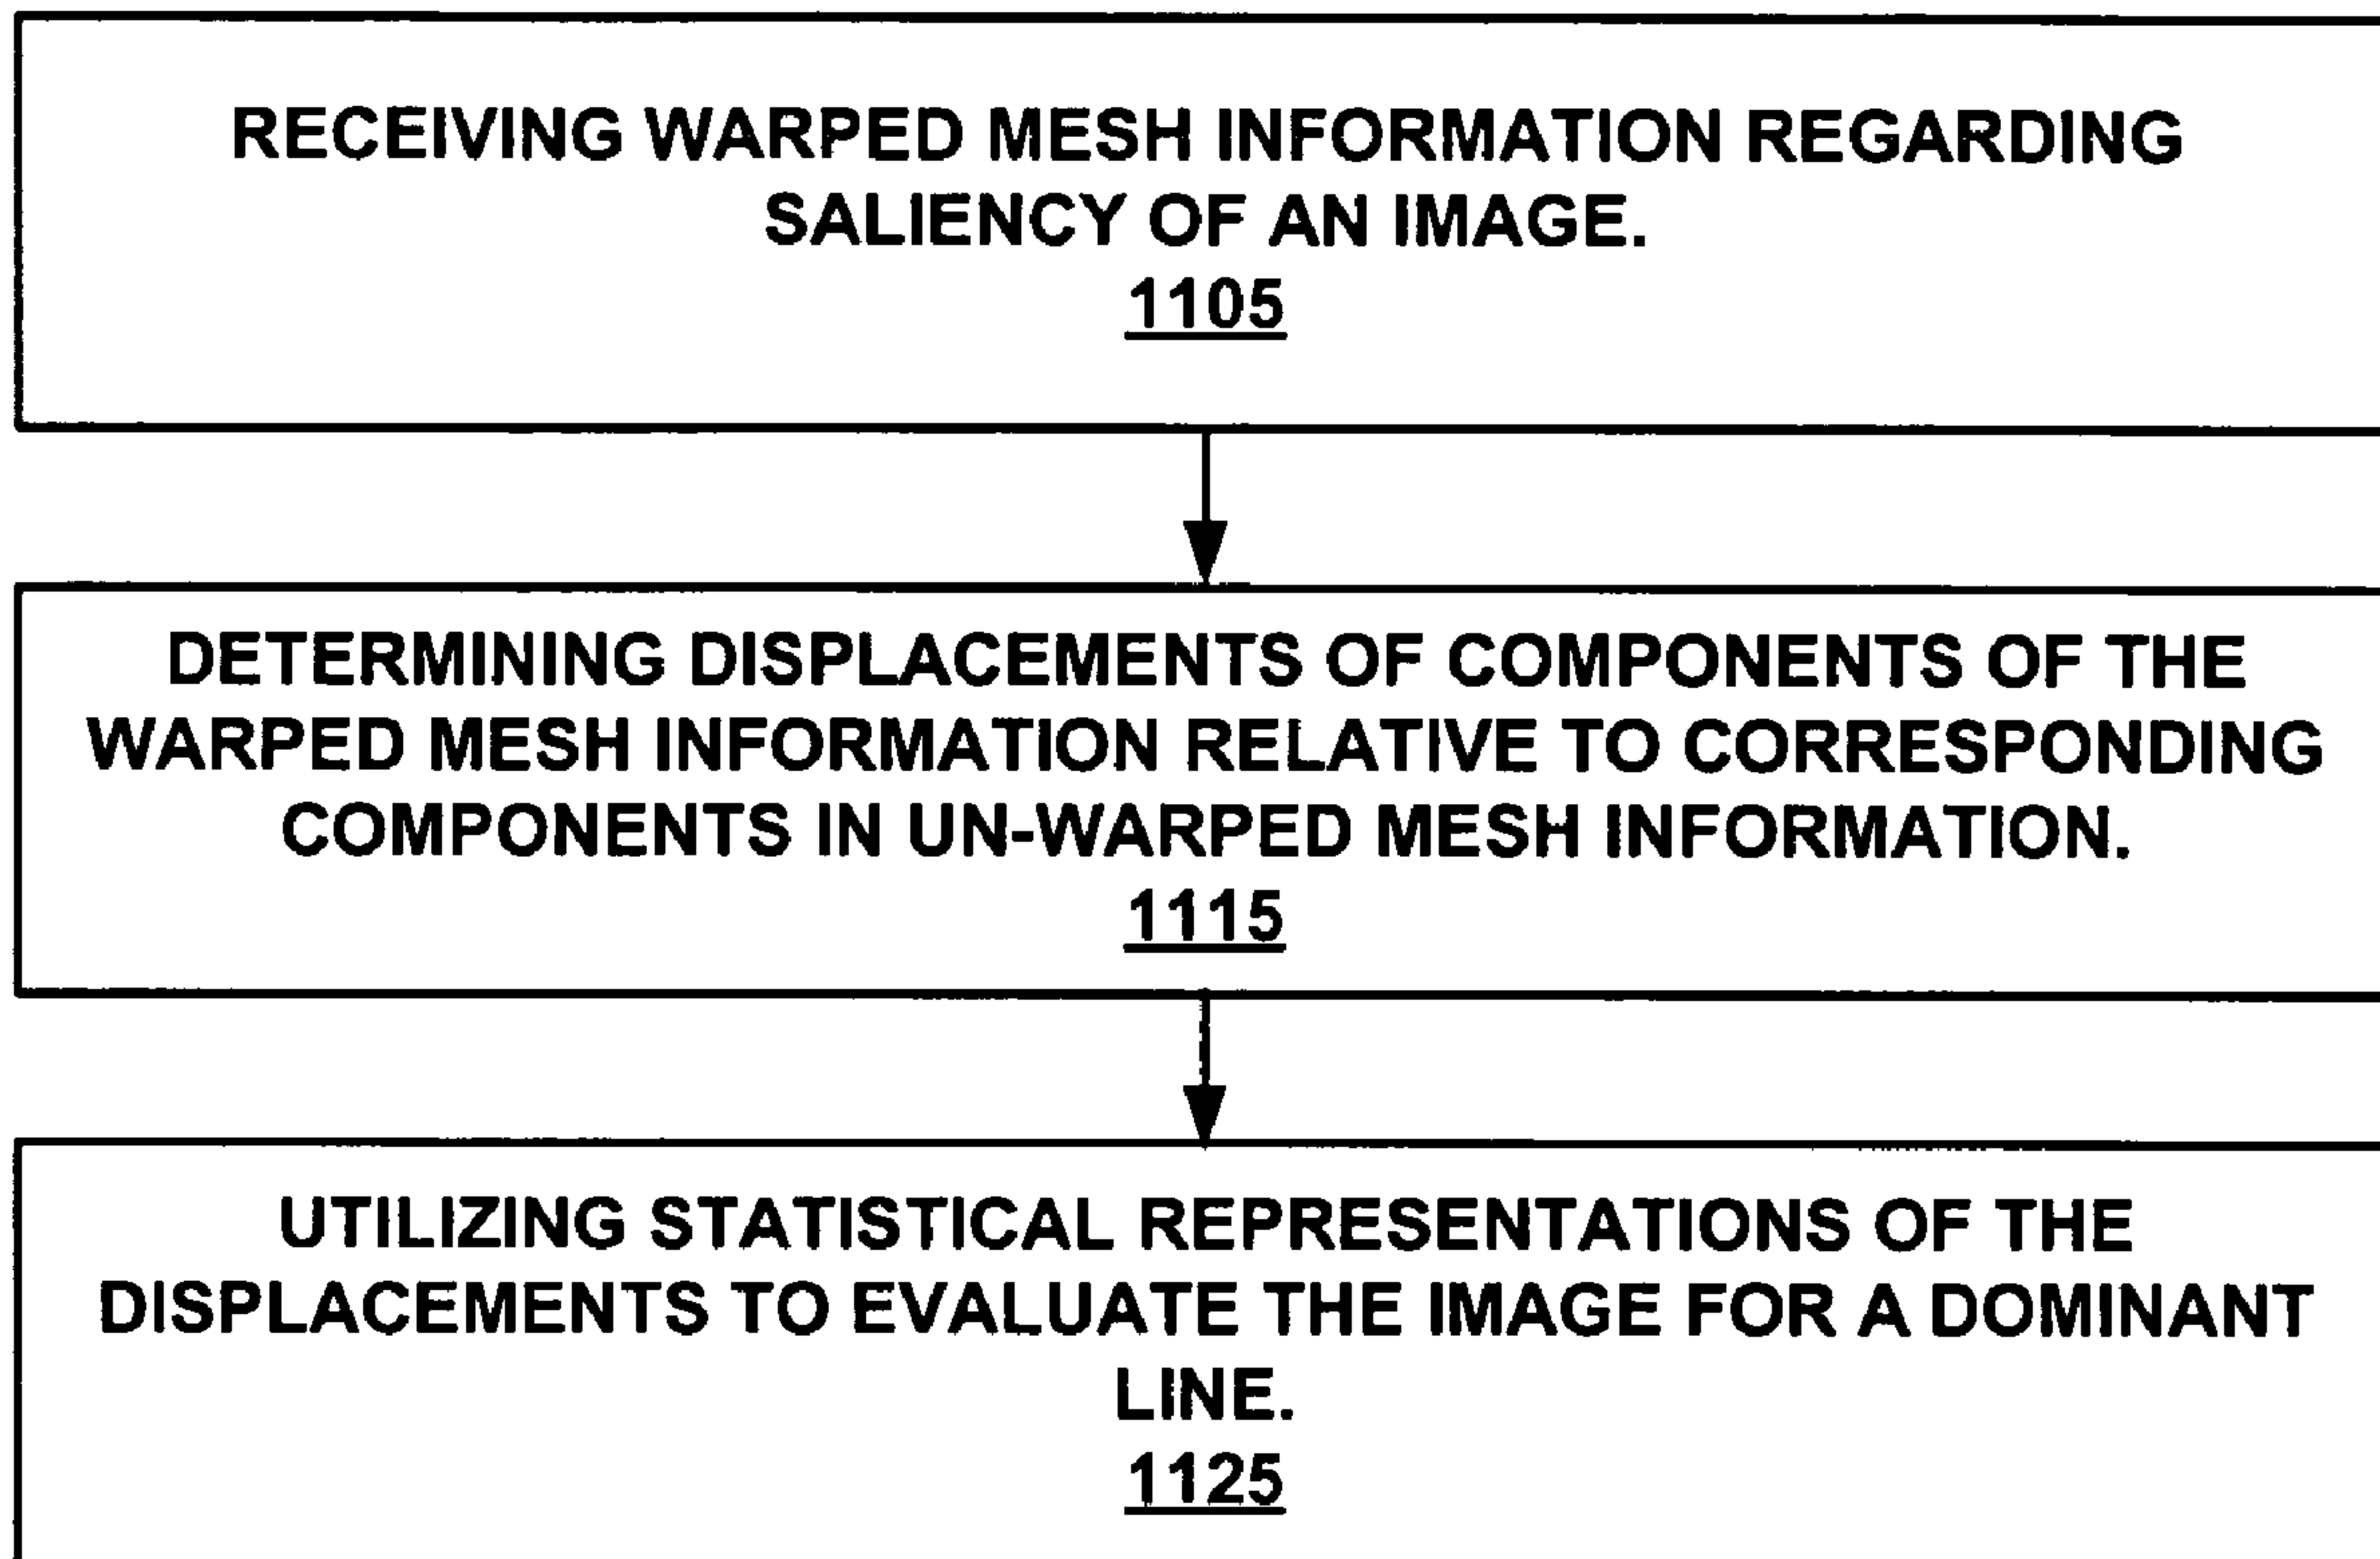 RECEIVING WARPED MESH INFORMATION REGARDING
SALIENCY OF AN IMAGE.
1105
DETERMINING DISPLACEMENTS OF COMPONENTS OF THE
WARPED MESH INFORMATION RELATIVE TO CORRESPONDING
COMPONENTS IN UN-WARPED MESH INFORMATION.
1115
UTILIZING STATISTICAL REPRESENTATIONS OF THE
DISPLACEMENTS TO EVALUATE THE IMAGE FOR A DOMINANT
LINE.
1125